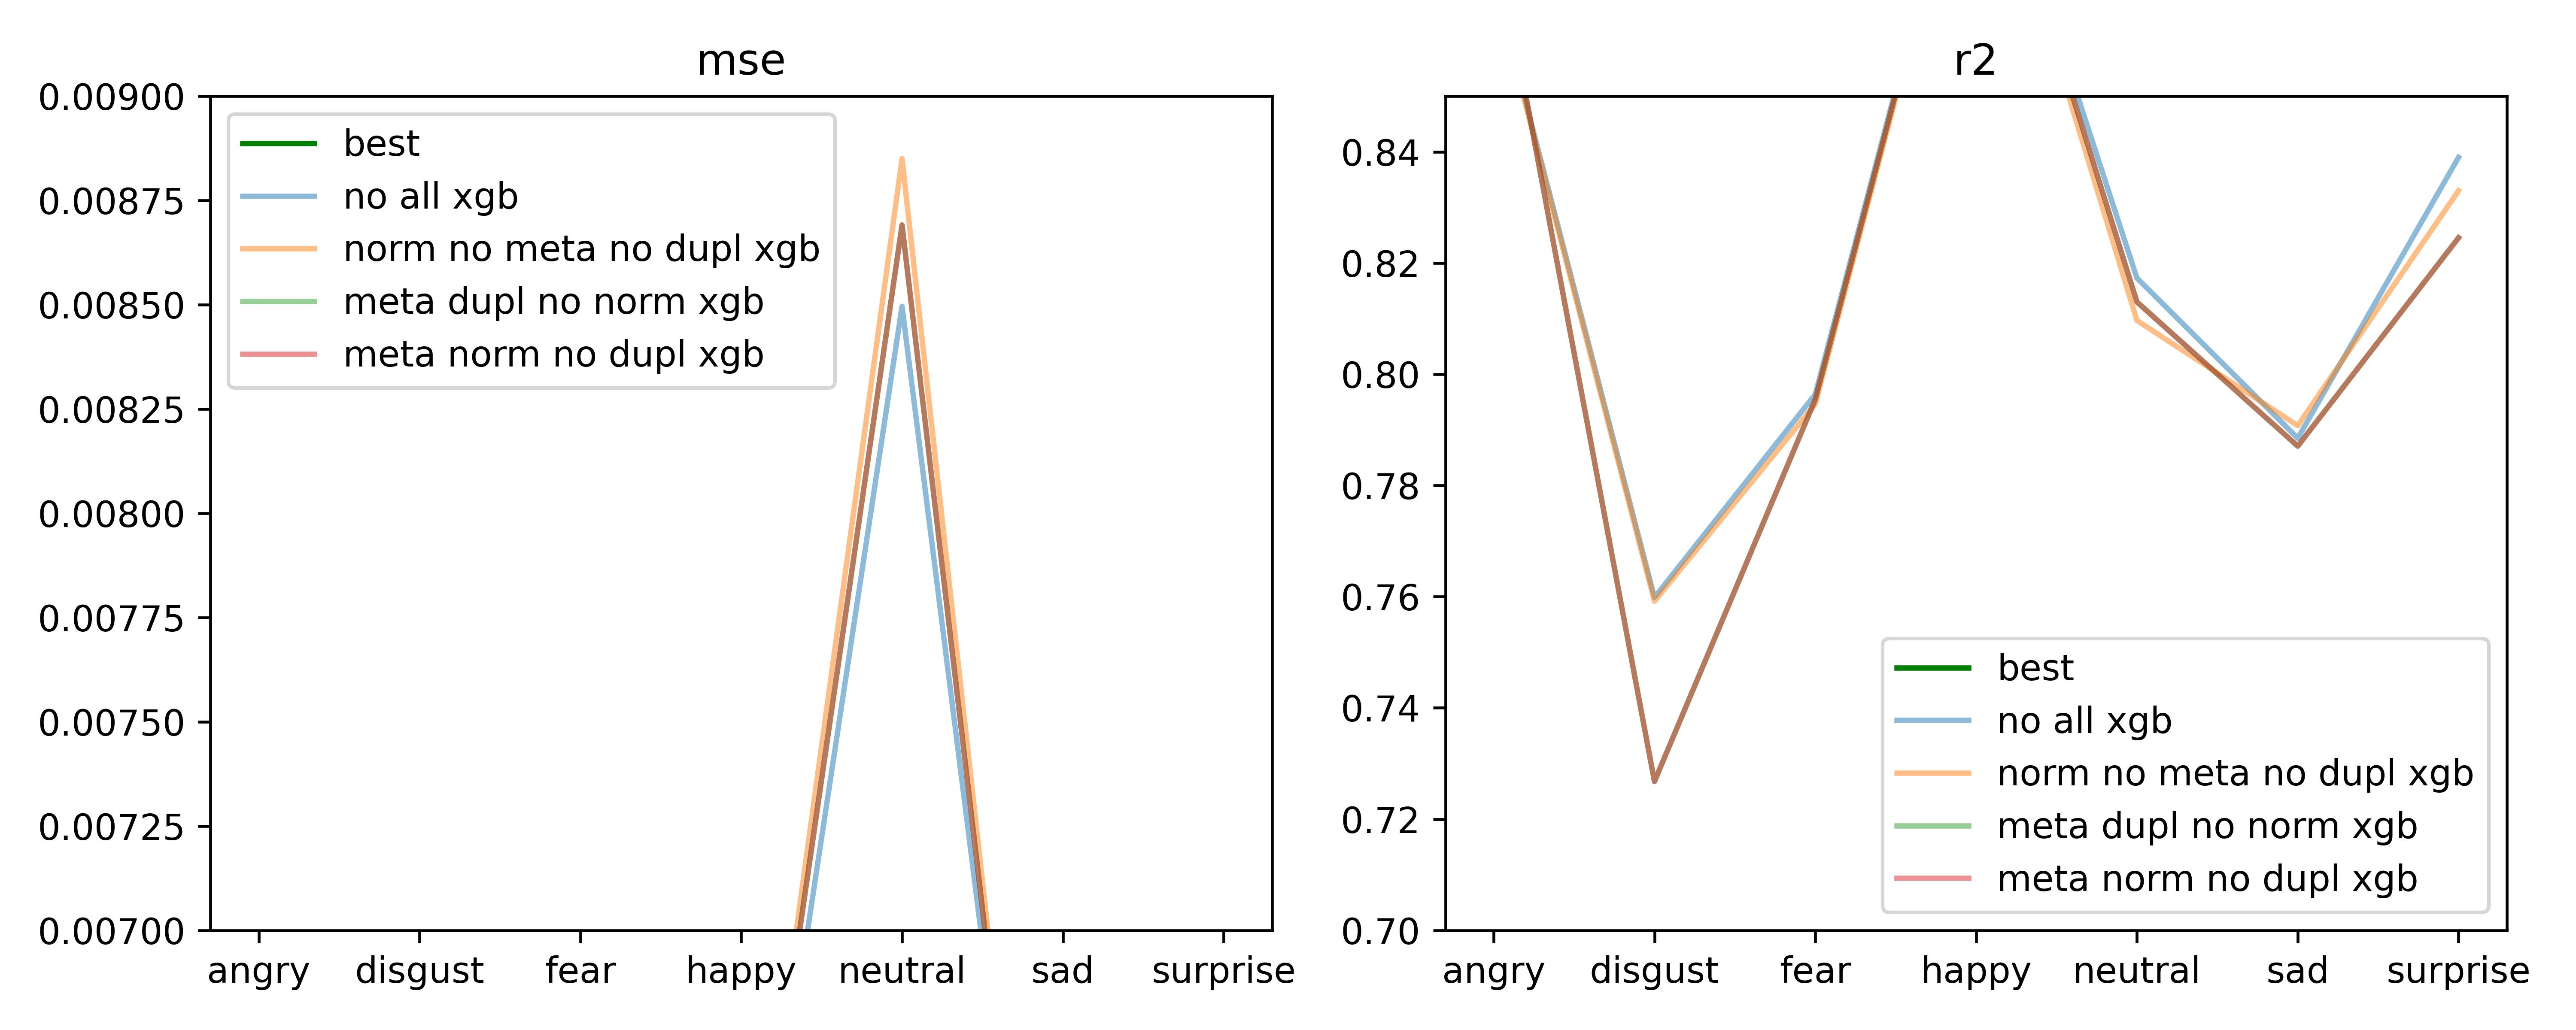 mse
0.00900
0.00875
0.00850
0.00825
0.00800
0.00775
0.00750
0.00725
0.00700
best
no all xgb
norm no meta no dupl xgb
meta dupl no norm xgb
meta norm no dupl xgb
angry disgust fear happy neutral sad surprise
r2
0.84
0.82
0.80
0.78
0.76
0.74
0.72
0.70
best
no all xgb
norm no meta no dupl xgb
meta dupl no norm xgb
meta norm no dupl xgb
angry disgust fear happy neutral sad surprise